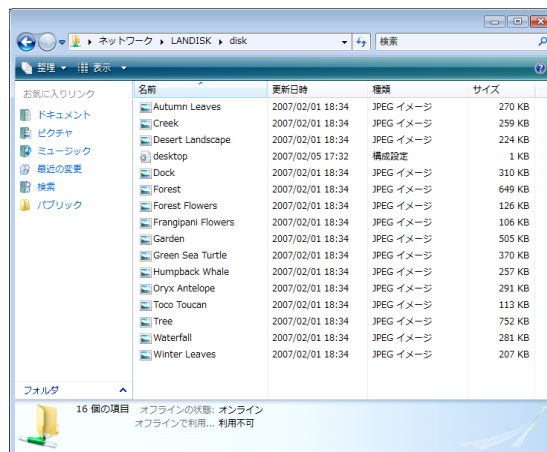 ネットワーク ▸ LANDISK ▸ disk
検索
整理 表示
お気に入りリンク
ドキュメント
ピクチャ
ミュージック
最近の変更
検索
パブリック
フォルダ
名前 更新日時 種類 サイズ
Autumn Leaves 2007/02/01 18:34 JPEG イメージ 270 KB
Creek 2007/02/01 18:34 JPEG イメージ 259 KB
Desert Landscape 2007/02/01 18:34 JPEG イメージ 224 KB
desktop 2007/02/05 17:32 構成設定 1 KB
Dock 2007/02/01 18:34 JPEG イメージ 310 KB
Forest 2007/02/01 18:34 JPEG イメージ 649 KB
Forest Flowers 2007/02/01 18:34 JPEG イメージ 126 KB
Frangipani Flowers 2007/02/01 18:34 JPEG イメージ 106 KB
Garden 2007/02/01 18:34 JPEG イメージ 505 KB
Green Sea Turtle 2007/02/01 18:34 JPEG イメージ 370 KB
Humpback Whale 2007/02/01 18:34 JPEG イメージ 257 KB
Oryx Antelope 2007/02/01 18:34 JPEG イメージ 291 KB
Toco Toucan 2007/02/01 18:34 JPEG イメージ 113 KB
Tree 2007/02/01 18:34 JPEG イメージ 752 KB
Waterfall 2007/02/01 18:34 JPEG イメージ 281 KB
Winter Leaves 2007/02/01 18:34 JPEG イメージ 207 KB
16 個の項目 オフラインの状態: オンライン
オフラインで利用... 利用不可